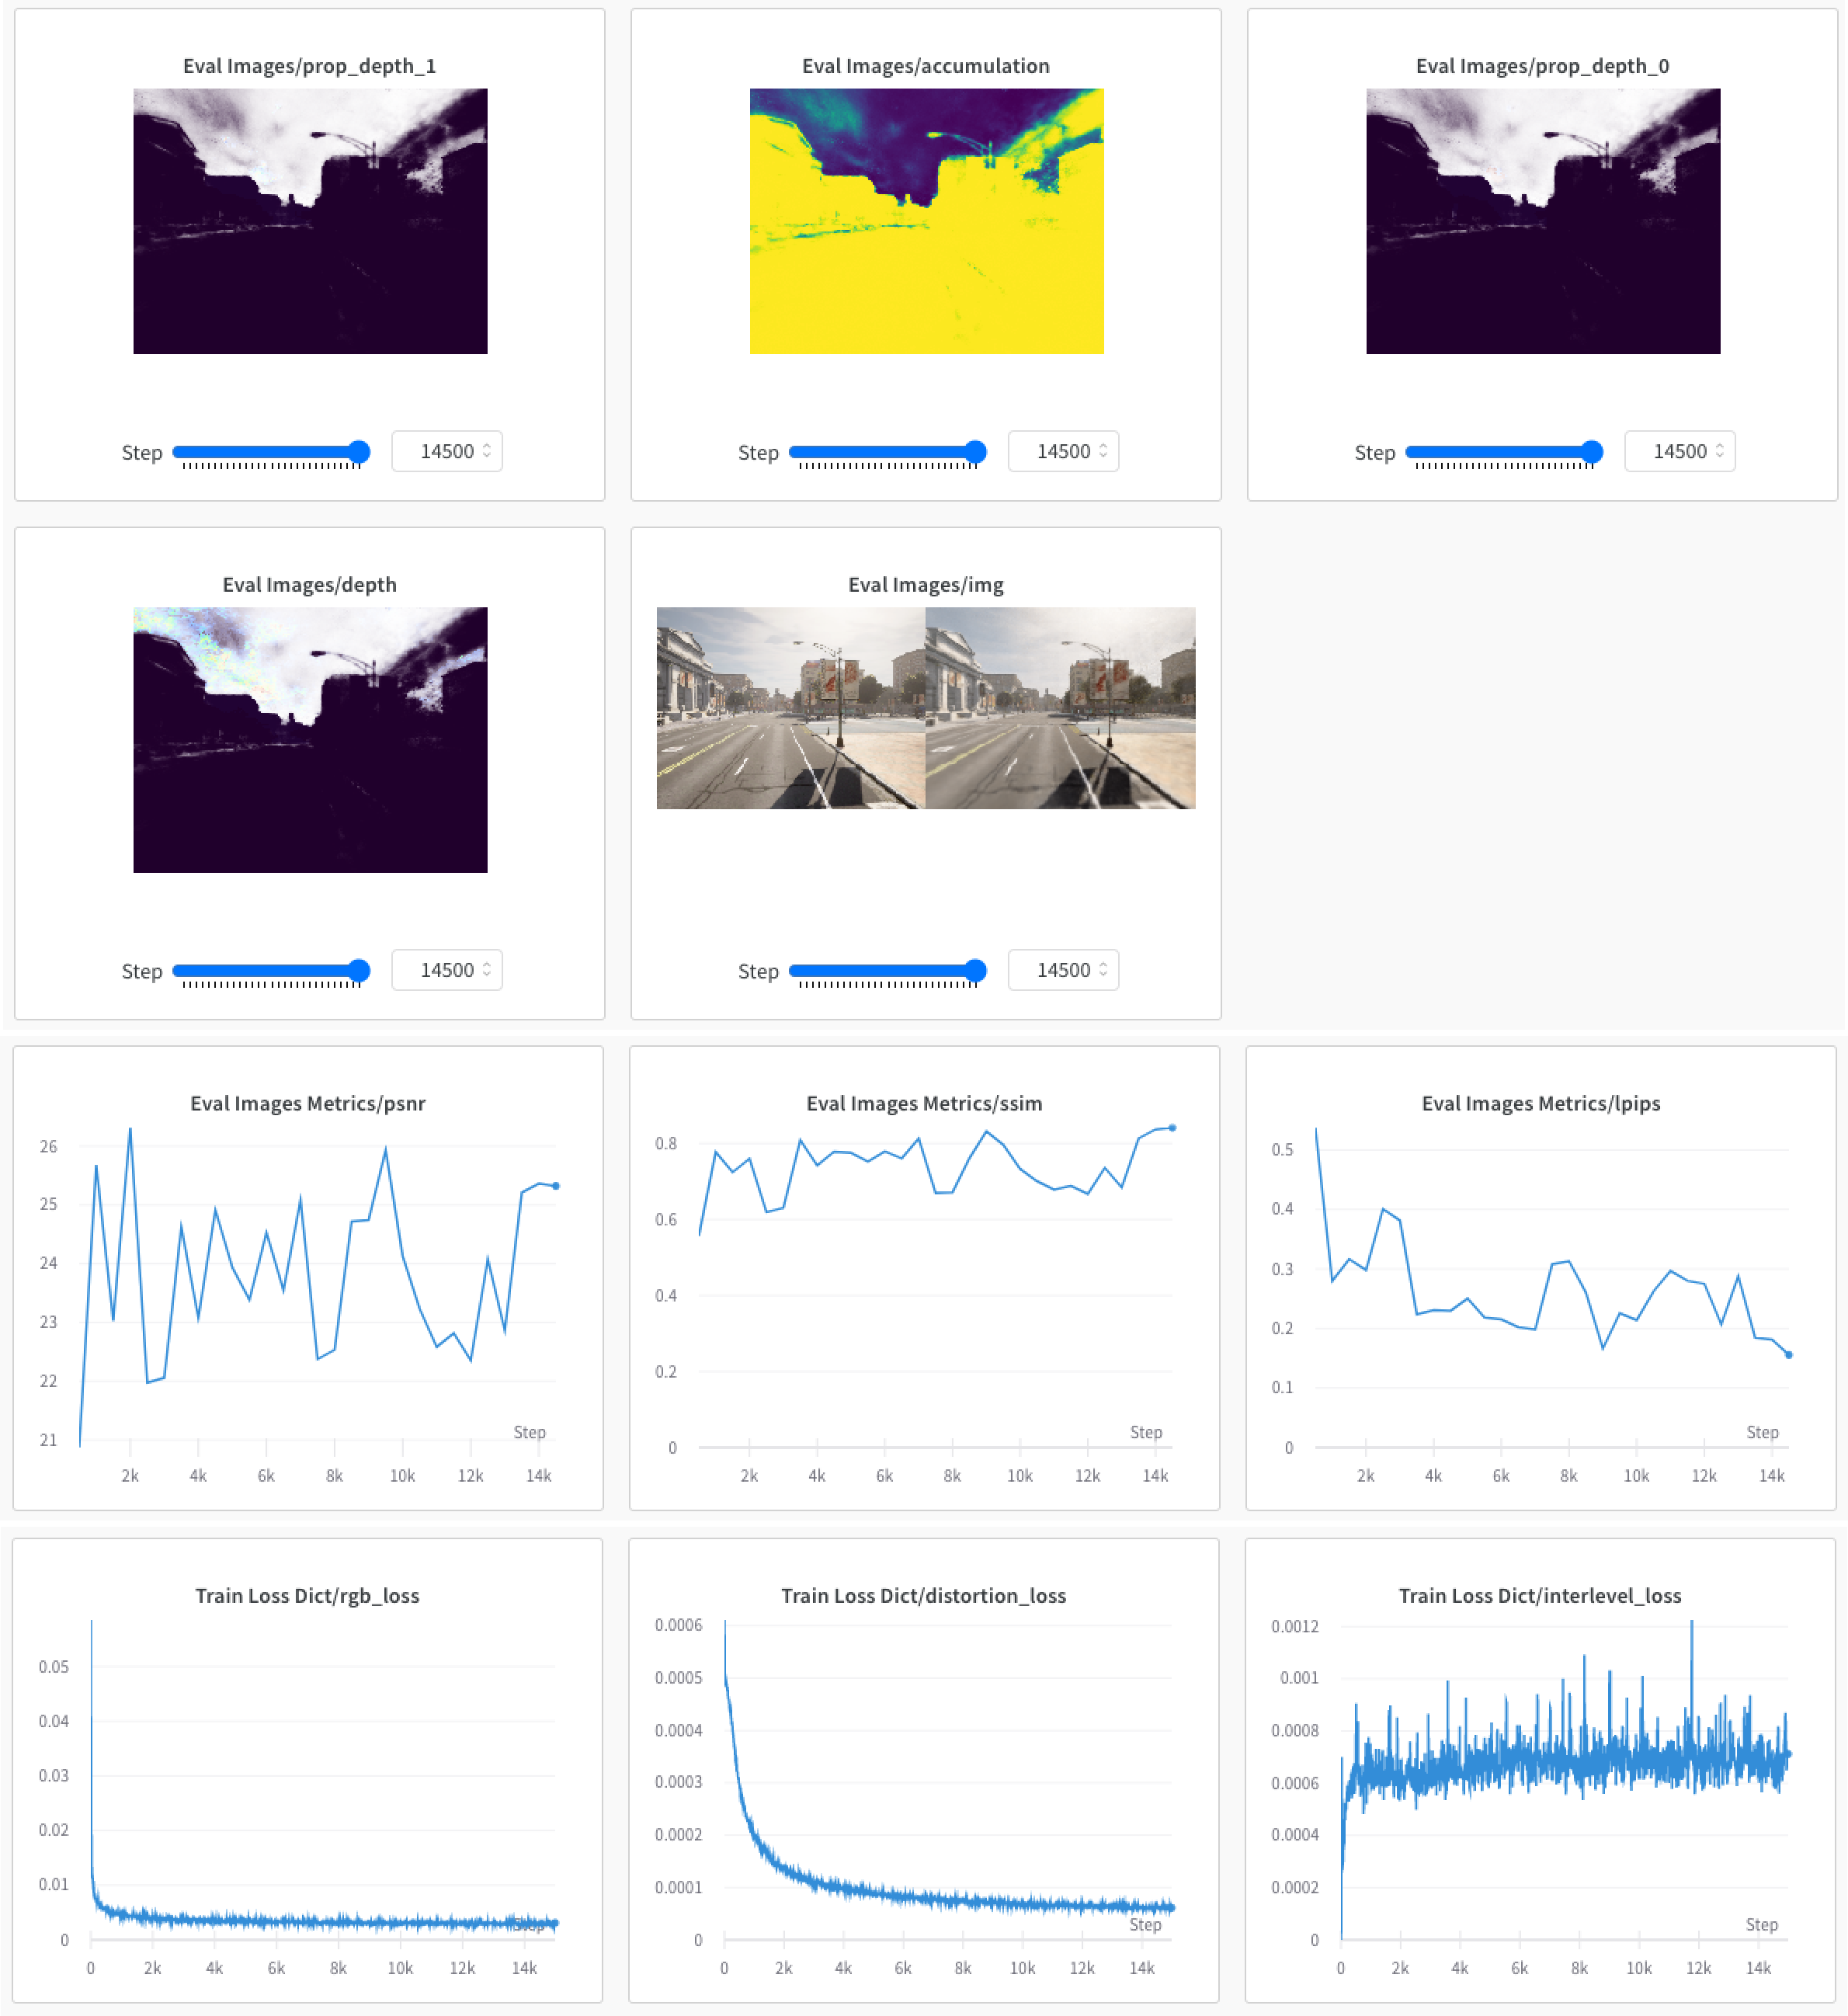 Eval Images/prop_depth_1
Eval Images/accumulation
Eval Images/prop_depth_0
Step 14500
Step 14500
Step 14500
Eval Images/depth
Eval Images/img
Step 14500
Step 14500
Eval Images Metrics/psnr
26
25
24
23
22
21
Step
2k 4k 6k 8k 10k 12k 14k
Eval Images Metrics/ssim
0.8
0.6
0.4
0.2
0
Step
2k 4k 6k 8k 10k 12k 14k
Eval Images Metrics/lpips
0.5
0.4
0.3
0.2
0.1
0
Step
2k 4k 6k 8k 10k 12k 14k
Train Loss Dict/rgb_loss
0.05
0.04
0.03
0.02
0.01
0
Step
0 2k 4k 6k 8k 10k 12k 14k
Train Loss Dict/distortion_loss
0.0006
0.0005
0.0004
0.0003
0.0002
0.0001
0
Step
0 2k 4k 6k 8k 10k 12k 14k
Train Loss Dict/interlevel_loss
0.0012
0.001
0.0008
0.0006
0.0004
0.0002
0
Step
0 2k 4k 6k 8k 10k 12k 14k